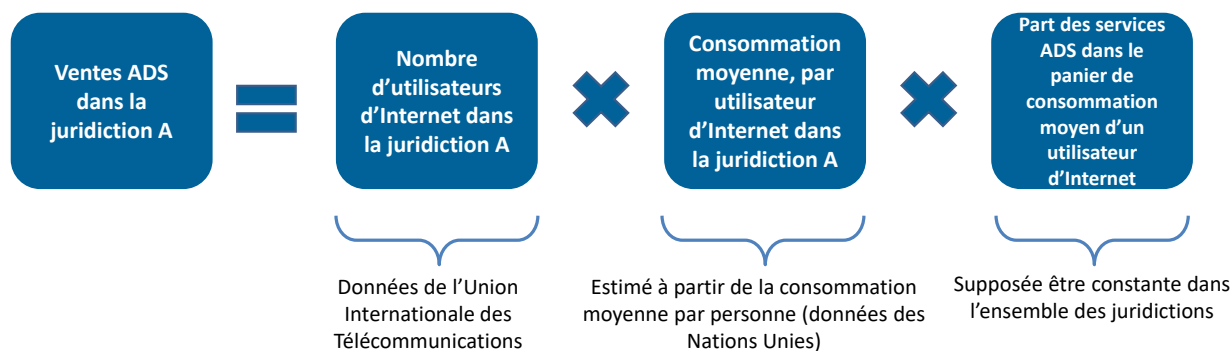 Ventes ADS
dans la
juridiction A
Nombre
d’utilisateurs
d’Internet dans
la juridiction A
Consommation
moyenne, par
utilisateur
d’Internet dans
la juridiction A
Part des services
ADS dans le
panier de
consommation
moyen d’un
utilisateur
d’Internet
Données de l’Union
Internationale des
Télécommunications
Estimé à partir de la consommation
moyenne par personne (données des
Nations Unies)
Supposée être constante dans
l’ensemble des juridictions